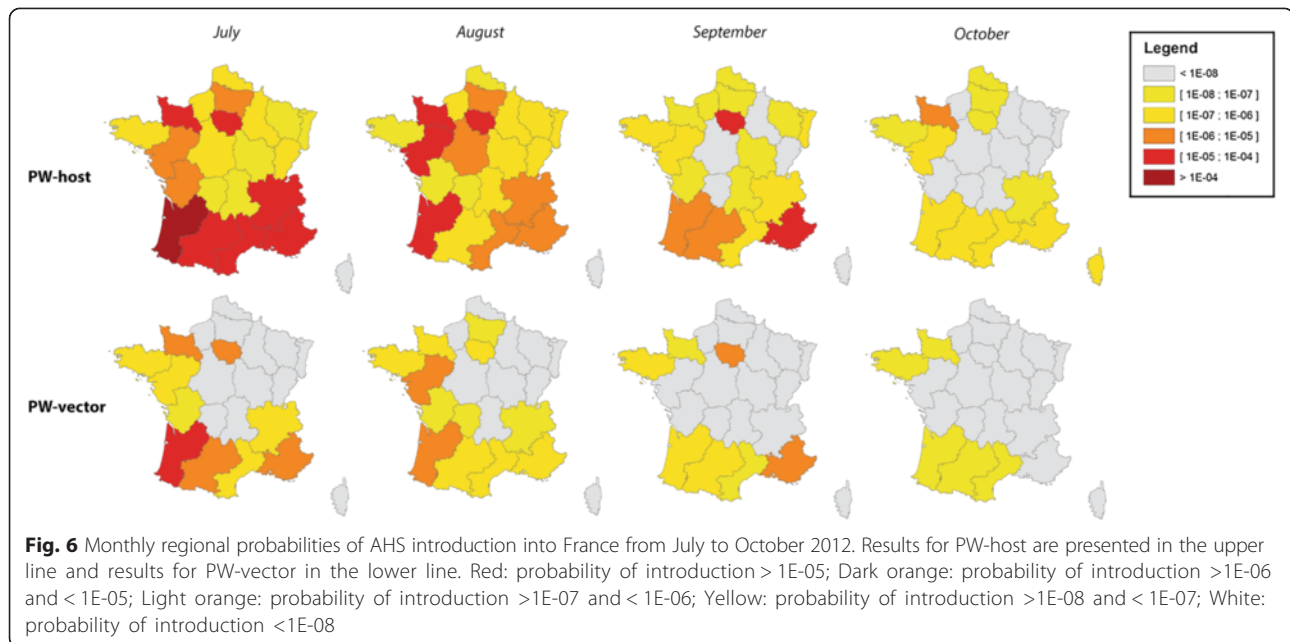 July August September October
Legend
< 1E-08
[ 1E-08 ; 1E-07 ]
[ 1E-07 ; 1E-06 ]
[ 1E-06 ; 1E-05 ]
[ 1E-05 ; 1E-04 ]
> 1E-04
PW-host
PW-vector
Fig. 6 Monthly regional probabilities of AHS introduction into France from July to October 2012. Results for PW-host are presented in the upper
line and results for PW-vector in the lower line. Red: probability of introduction > 1E-05; Dark orange: probability of introduction >1E-06
and < 1E-05; Light orange: probability of introduction >1E-07 and < 1E-06; Yellow: probability of introduction >1E-08 and < 1E-07; White:
probability of introduction <1E-08